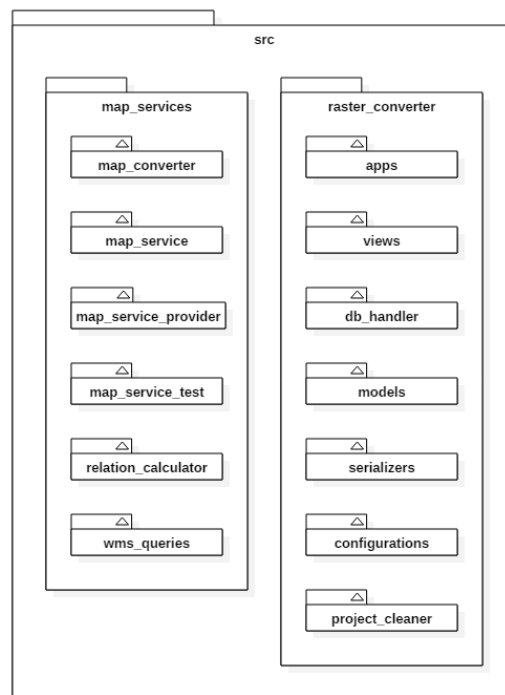 src
map_services
map_converter
map_service
map_service_provider
map_service_test
relation_calculator
wms_queries
raster_converter
apps
views
db_handler
models
serializers
configurations
project_cleaner